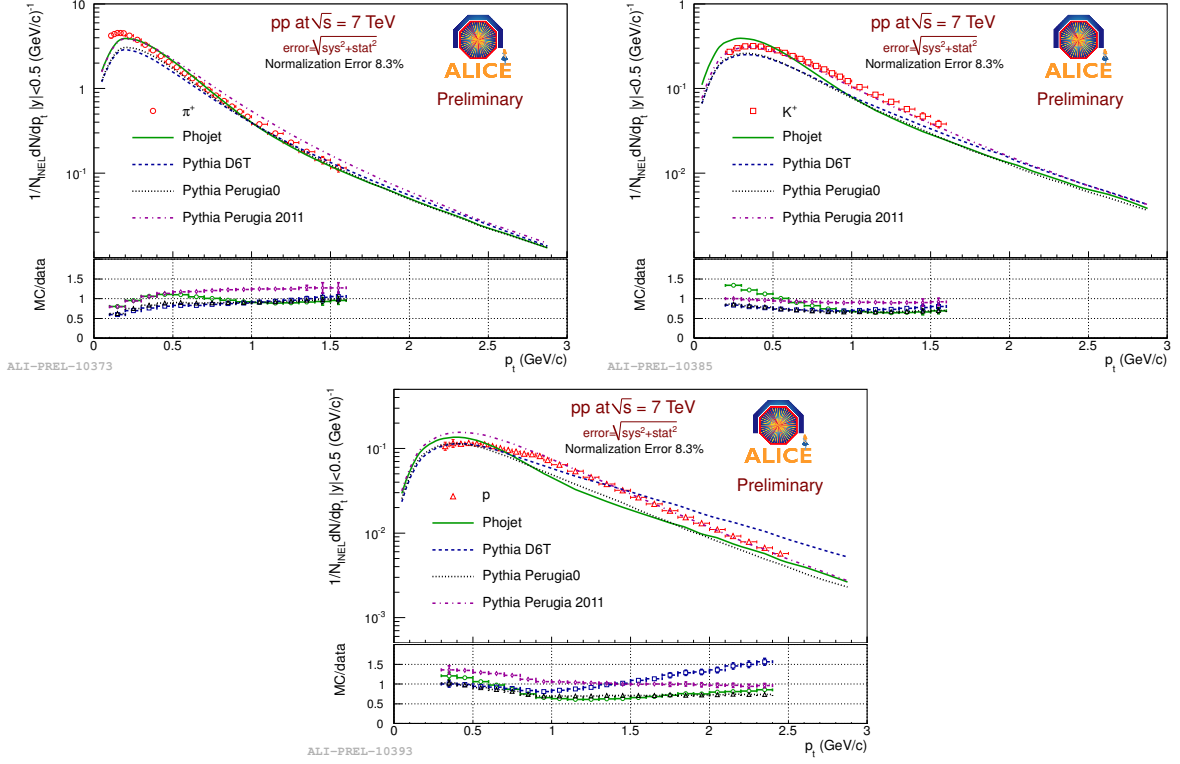 1/N_INEL dN/dp_t |y|<0.5 (GeV/c)^-1
1
10^-1
pp at √s = 7 TeV
error=√sys²+stat²
Normalization Error 8.3%
ALICE
Preliminary
π⁺
Phojet
Pythia D6T
Pythia Perugia0
Pythia Perugia 2011
MC/data
1.5
1
0.5
0
0 0.5 1 1.5 2 2.5 3
p_t (GeV/c)
ALI-PREL-10373
1/N_INEL dN/dp_t |y|<0.5 (GeV/c)^-1
1
10^-1
10^-2
pp at √s = 7 TeV
error=√sys²+stat²
Normalization Error 8.3%
ALICE
Preliminary
K⁺
Phojet
Pythia D6T
Pythia Perugia0
Pythia Perugia 2011
MC/data
1.5
1
0.5
0
0 0.5 1 1.5 2 2.5 3
p_t (GeV/c)
ALI-PREL-10385
1/N_INEL dN/dp_t |y|<0.5 (GeV/c)^-1
10^-1
10^-2
10^-3
pp at √s = 7 TeV
error=√sys²+stat²
Normalization Error 8.3%
ALICE
Preliminary
p
Phojet
Pythia D6T
Pythia Perugia0
Pythia Perugia 2011
MC/data
1.5
1
0.5
0
0 0.5 1 1.5 2 2.5 3
p_t (GeV/c)
ALI-PREL-10393